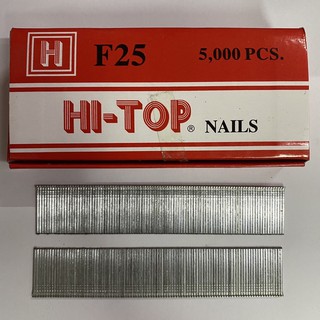 H F25 5,000 PCS.
HI-TOP® NAILS